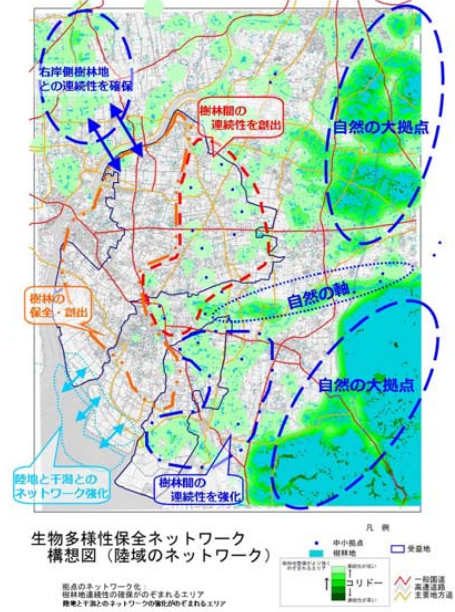 右岸側樹林地
との連続性を確保
樹林間の
連続性を創出
自然の大拠点
自然の軸
樹林の
保全・創出
自然の大拠点
陸地と干潟との
ネットワーク強化
樹林間の
連続性を強化
生物多様性保全ネットワーク
構想図（陸域のネットワーク）
拠点のネットワーク化：
樹林地連続性の確保がのぞまれるエリア
陸地と干潟とのネットワークの強化がのぞまれるエリア
凡 例
中小拠点
樹林地
受益地
コリドー
一般国道
高速道路
主要地方道